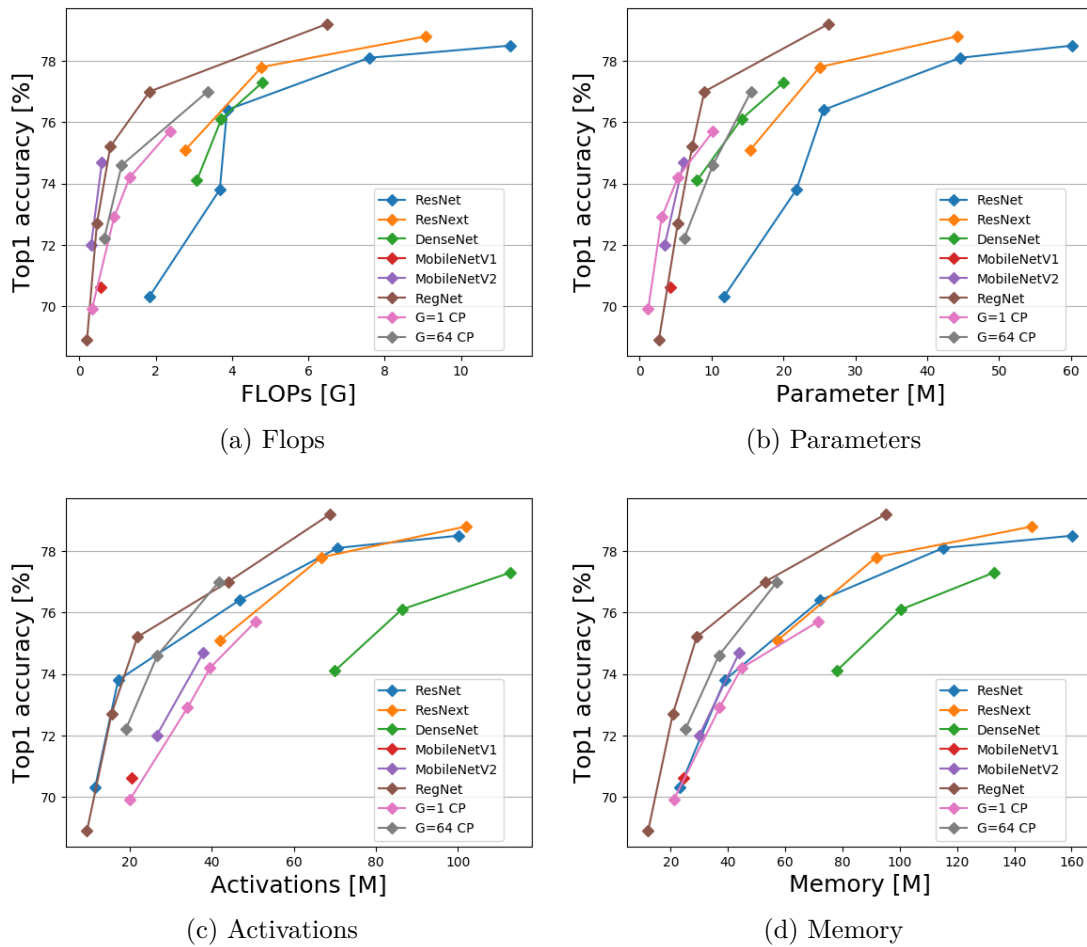 Top1 accuracy [%]
78
76
74
72
70
ResNet
ResNext
DenseNet
MobileNetV1
MobileNetV2
RegNet
G=1 CP
G=64 CP
0 2 4 6 8 10
FLOPs [G]
(a) Flops
Top1 accuracy [%]
78
76
74
72
70
ResNet
ResNext
DenseNet
MobileNetV1
MobileNetV2
RegNet
G=1 CP
G=64 CP
0 10 20 30 40 50 60
Parameter [M]
(b) Parameters
Top1 accuracy [%]
78
76
74
72
70
ResNet
ResNext
DenseNet
MobileNetV1
MobileNetV2
RegNet
G=1 CP
G=64 CP
20 40 60 80 100
Activations [M]
(c) Activations
Top1 accuracy [%]
78
76
74
72
70
ResNet
ResNext
DenseNet
MobileNetV1
MobileNetV2
RegNet
G=1 CP
G=64 CP
20 40 60 80 100 120 140 160
Memory [M]
(d) Memory